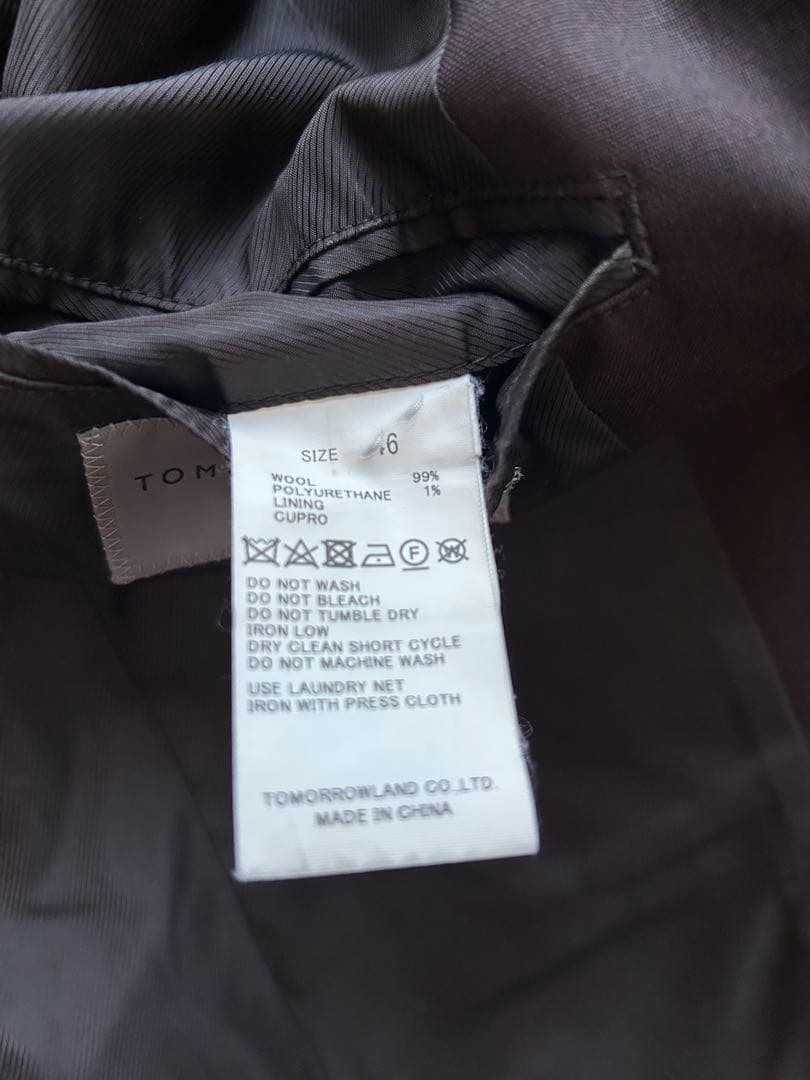 TOM
SIZE 46
WOOL 99%
POLYURETHANE 1%
LINING
CUPRO
F W
DO NOT WASH
DO NOT BLEACH
DO NOT TUMBLE DRY
IRON LOW
DRY CLEAN SHORT CYCLE
DO NOT MACHINE WASH
USE LAUNDRY NET
IRON WITH PRESS CLOTH
TOMORROWLAND CO.,LTD.
MADE IN CHINA